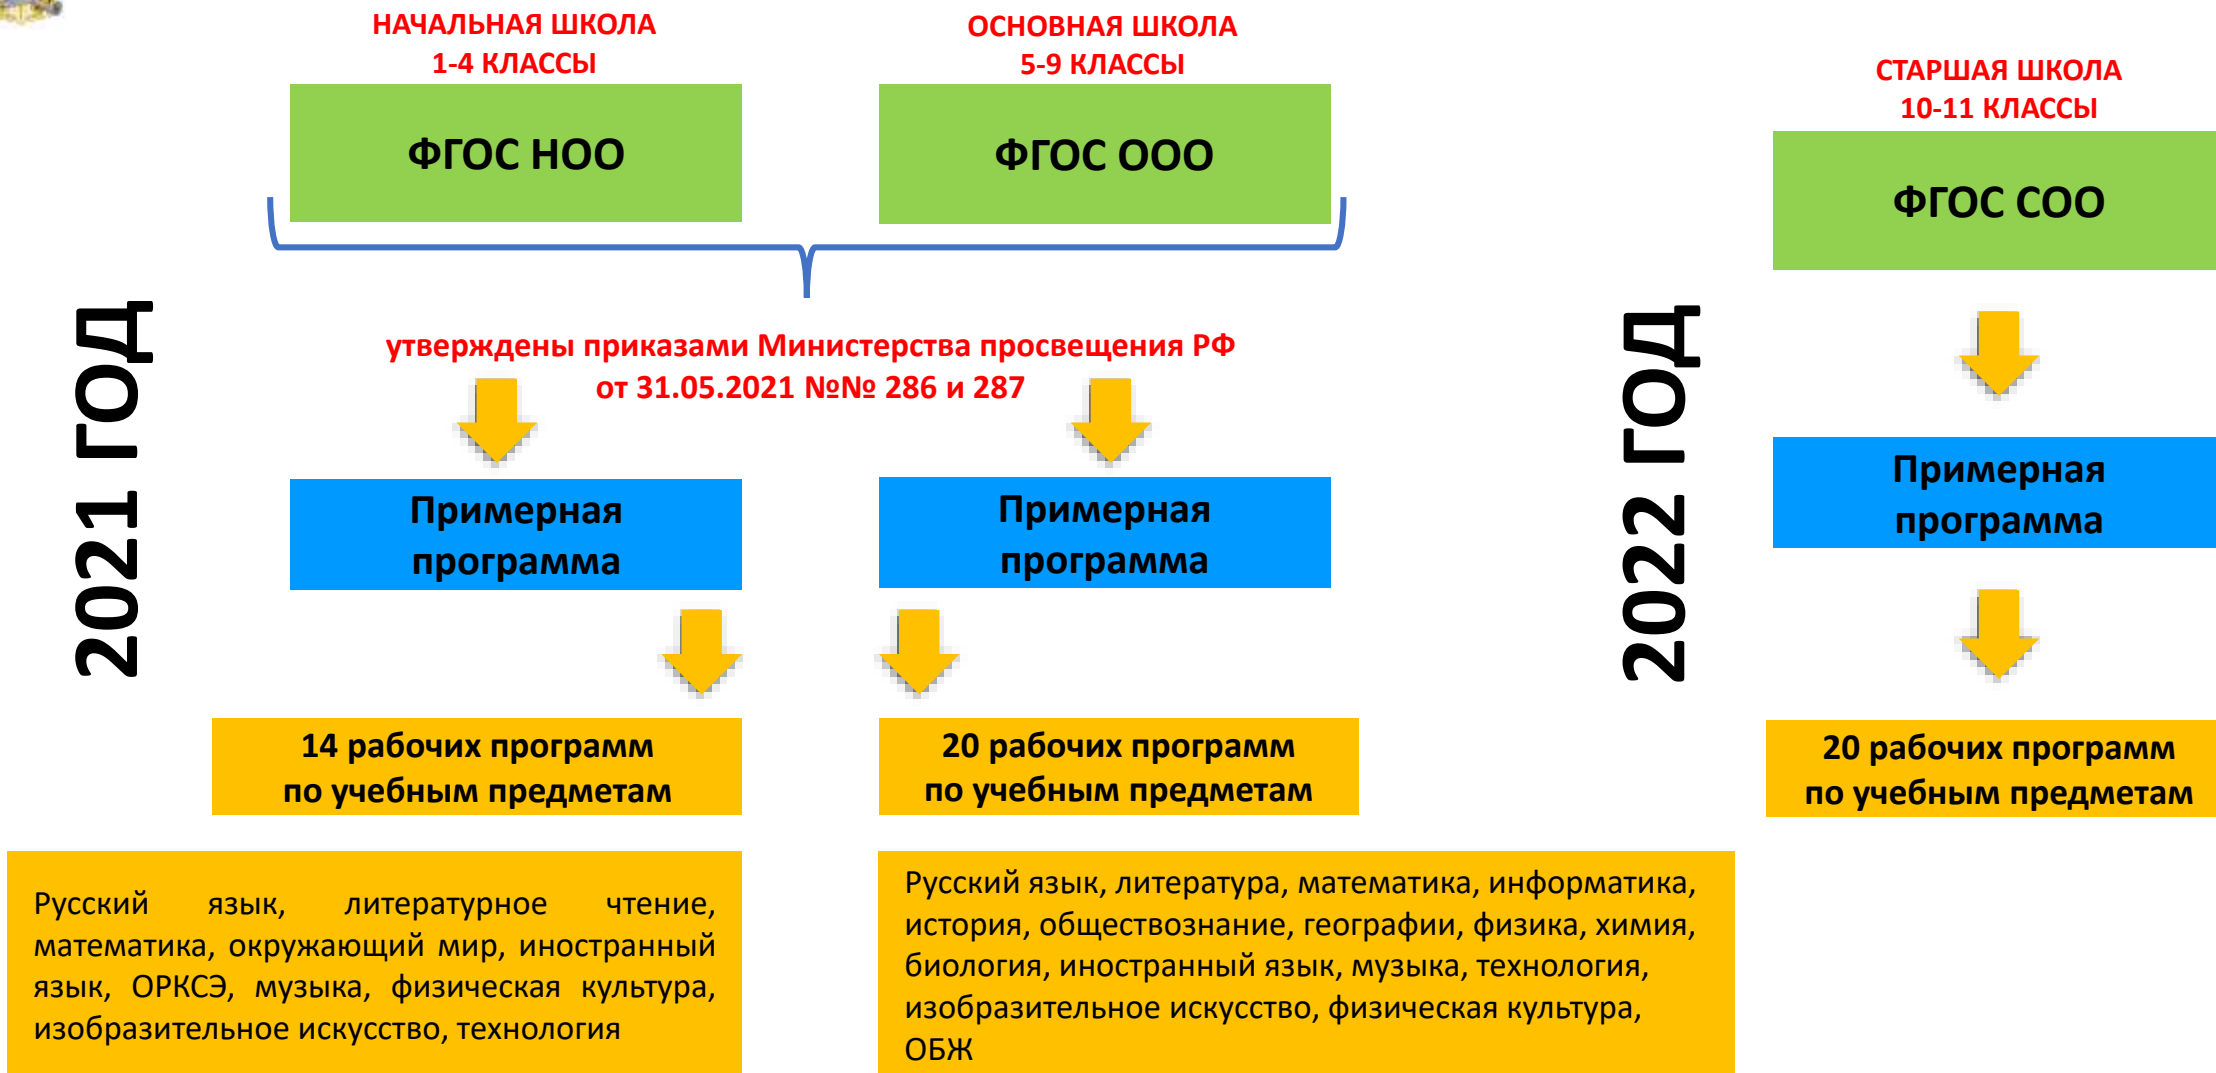 НАЧАЛЬНАЯ ШКОЛА
1-4 КЛАССЫ
ФГОС НОО
ОСНОВНАЯ ШКОЛА
5-9 КЛАССЫ
ФГОС ООО
СТАРШАЯ ШКОЛА
10-11 КЛАССЫ
ФГОС СОО
2021 ГОД
утверждены приказами Министерства просвещения РФ
от 31.05.2021 №№ 286 и 287
2022 ГОД
Примерная
программа
Примерная
программа
Примерная
программа
14 рабочих программ
по учебным предметам
20 рабочих программ
по учебным предметам
20 рабочих программ
по учебным предметам
Русский язык, литературное чтение,
математика, окружающий мир, иностранный
язык, ОРКСЭ, музыка, физическая культура,
изобразительное искусство, технология
Русский язык, литература, математика, информатика,
история, обществознание, географии, физика, химия,
биология, иностранный язык, музыка, технология,
изобразительное искусство, физическая культура,
ОБЖ